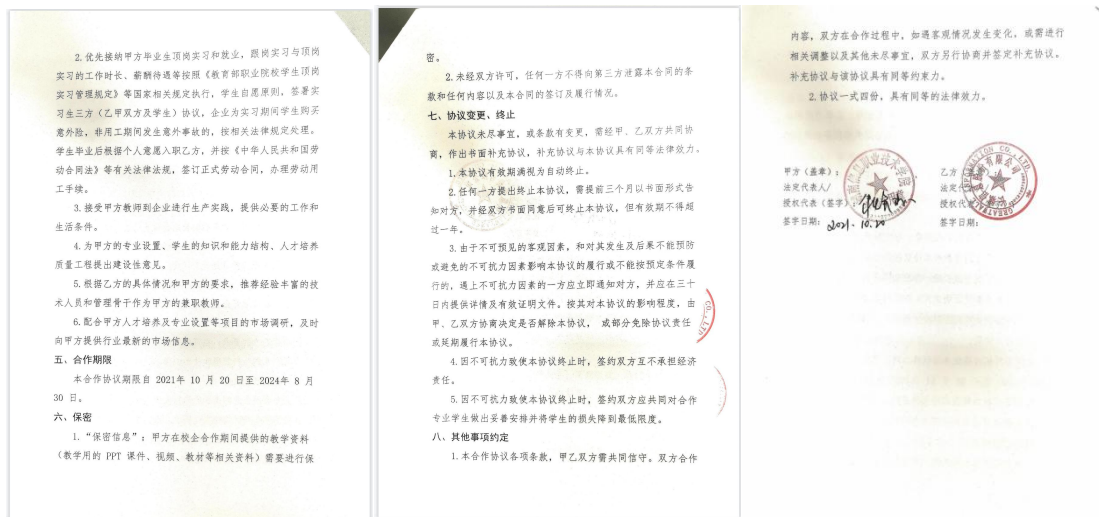 2.优先接纳甲方毕业生顶岗实习和就业，跟岗实习与顶岗
实习的工作时长、薪酬待遇等按照《教育部职业院校学生顶岗
实习管理规定》等国家相关规定执行，学生自愿原则，签署实
习生三方（乙甲双方及学生）协议，企业为实习期间学生购买
意外险，非用工期间发生意外事故的，按相关法律规定处理。
学生毕业后根据个人意愿入职乙方，并按《中华人民共和国劳
动合同法》等有关法律法规，签订正式劳动合同，办理劳动用
工手续。
3.接受甲方教师到企业进行生产实践，提供必要的工作和
生活条件。
4.为甲方的专业设置、学生的知识和能力结构、人才培养
质量工程提出建设性意见。
5.根据乙方的具体情况和甲方的要求，推荐经验丰富的技
术人员和管理骨干作为甲方的兼职教师。
6.配合甲方人才培养及专业设置等项目的市场调研，及时
向甲方提供行业最新的市场信息。
五、合作期限
本合作协议期限自 2021年 10 月 20 日至 2024年 8 月
30 日。
六、保密
1.“保密信息”：甲方在校企合作期间提供的教学资料
（教学用的 PPT 课件、视频、教材等相关资料）需要进行保
密。
2.未经双方许可，任何一方不得向第三方泄露本合同的条
款和任何内容以及本合同的签订及履行情况。
七、协议变更、终止
本协议未尽事宜，或条款有变更，需经甲、乙双方共同协
商，作出书面补充协议，补充协议与本协议具有同等法律效力。
1.本协议有效期满视为自动终止。
2.任何一方提出终止本协议，需提前三个月以书面形式告
知对方，并经双方书面同意后可终止本协议，但有效期不得超
过一年。
3.由于不可预见的客观因素，和对其发生及后果不能预防
或避免的不可抗力因素影响本协议的履行或不能按预定条件履
行的，遇上不可抗力因素的一方应立即通知对方，并应在三十
日内提供详情及有效证明文件。按其对本协议的影响程度，由
甲、乙双方协商决定是否解除本协议， 或部分免除协议责任
或延期履行本协议。
CO.,LTD
4.因不可抗力致使本协议终止时，签约双方互不承担经济
责任。
5.因不可抗力致使本协议终止时，签约双方应共同对合作
专业学生做出妥善安排并将学生的损失降到最低限度。
八、其他事项约定
1.本合作协议各项条款，甲乙双方需共同信守。双方合作
内容，双方在合作过程中，如遇客观情况发生变化，或需进行
相关调整以及其他未尽事宜，双方另行协商并签定补充协议。
补充协议与该协议具有同等约束力。
2.协议一式四份，具有同等的法律效力。
甲方（盖章）：
法定代表人/
授权代表（签字）
签字日期： 2021.10.20
职业技术学院
乙方（
法定代
授权代表（
签字日期：
有限公司
CO.,LTD